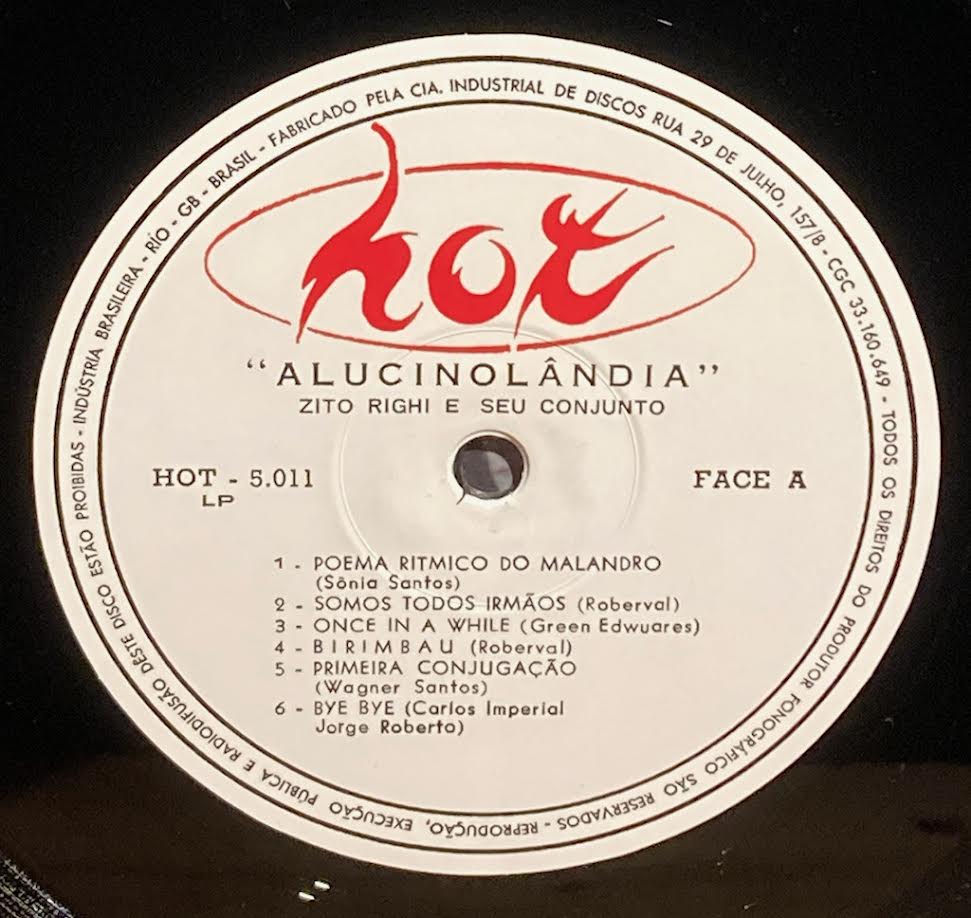 INDÚSTRIA BRASILEIRA - RÍO - GB - BRASIL - FABRICADO PELA CIA. INDUSTRIAL DE DISCOS RUA 29 DE JULHO, 157/B - CGC 33.160.649 - TODOS OS DIREITOS DO PRODUTOR FONOGRÁFICO SÃO RESERVADOS - REPRODUÇÃO, EXECUÇÃO PÚBLICA E RADIODIFUSÃO DÊSTE DISCO ESTÃO PROIBIDAS -
hot
“ALUCINOLÂNDIA”
ZITO RIGHI E SEU CONJUNTO
HOT - 5.011 FACE A
LP
1 - POEMA RITMICO DO MALANDRO
(Sônia Santos)
2 - SOMOS TODOS IRMÃOS (Roberval)
3 - ONCE IN A WHILE (Green Edwuares)
4 - BIRIMBAU (Roberval)
5 - PRIMEIRA CONJUGAÇÃO
(Wagner Santos)
6 - BYE BYE (Carlos Imperial
Jorge Roberto)